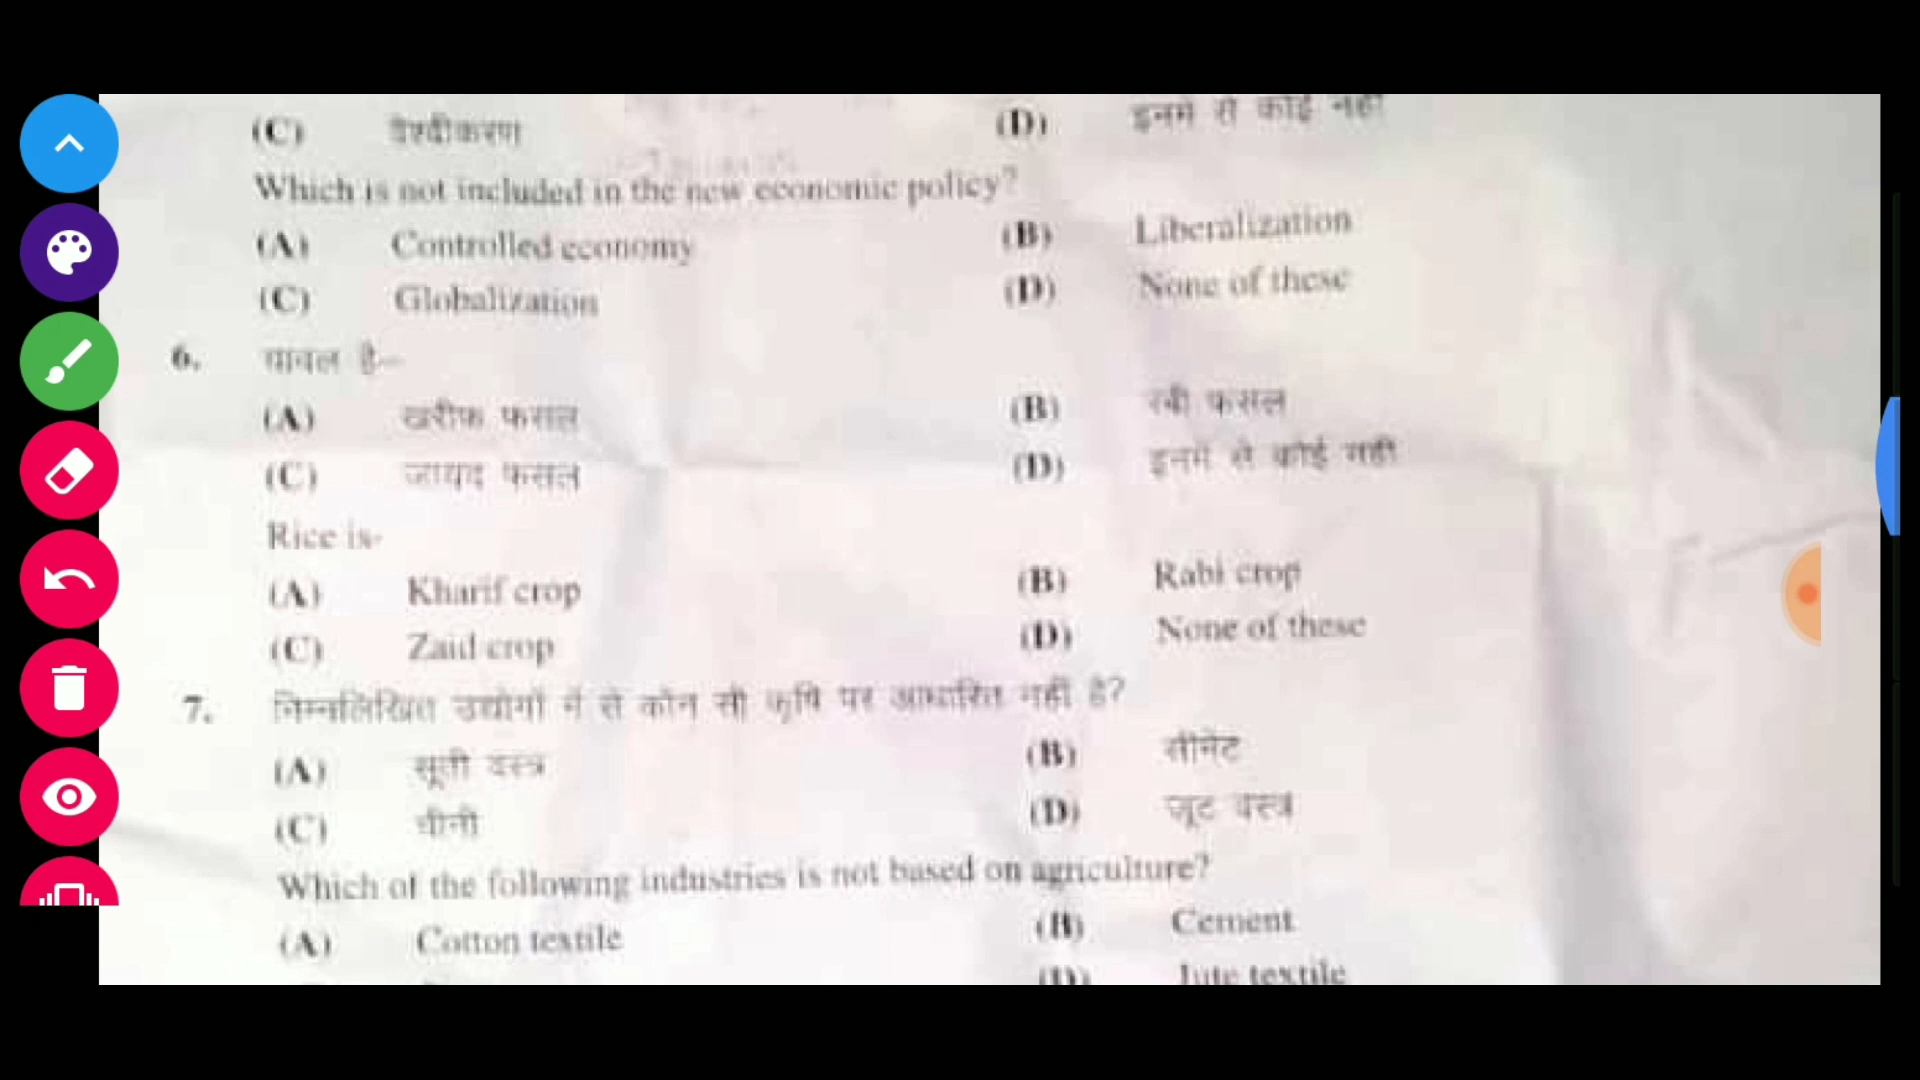 (C) वैश्वीकरण (D) इनमें से कोई नहीं
Which is not included in the new economic policy?
(A) Controlled economy (B) Liberalization
(C) Globalization (D) None of these
6. चावल है–
(A) खरीफ फसल (B) रबी फसल
(C) जायद फसल (D) इनमें से कोई नहीं
Rice is-
(A) Kharif crop (B) Rabi crop
(C) Zaid crop (D) None of these
7. निम्नलिखित उद्योगों में से कौन सी कृषि पर आधारित नहीं है?
(A) सूती वस्त्र (B) सीमेंट
(C) चीनी (D) जूट वस्त्र
Which of the following industries is not based on agriculture?
(A) Cotton textile (B) Cement
(D) Jute textile